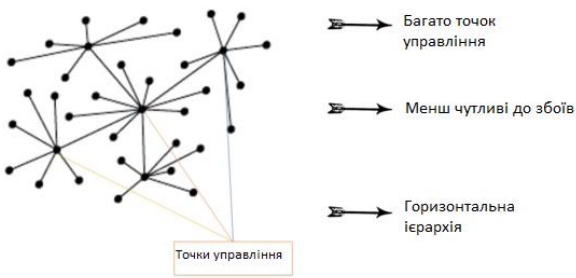 Багато точок
управління
Менш чутливі до збоїв
Горизонтальна
ієрархія
Точки управління